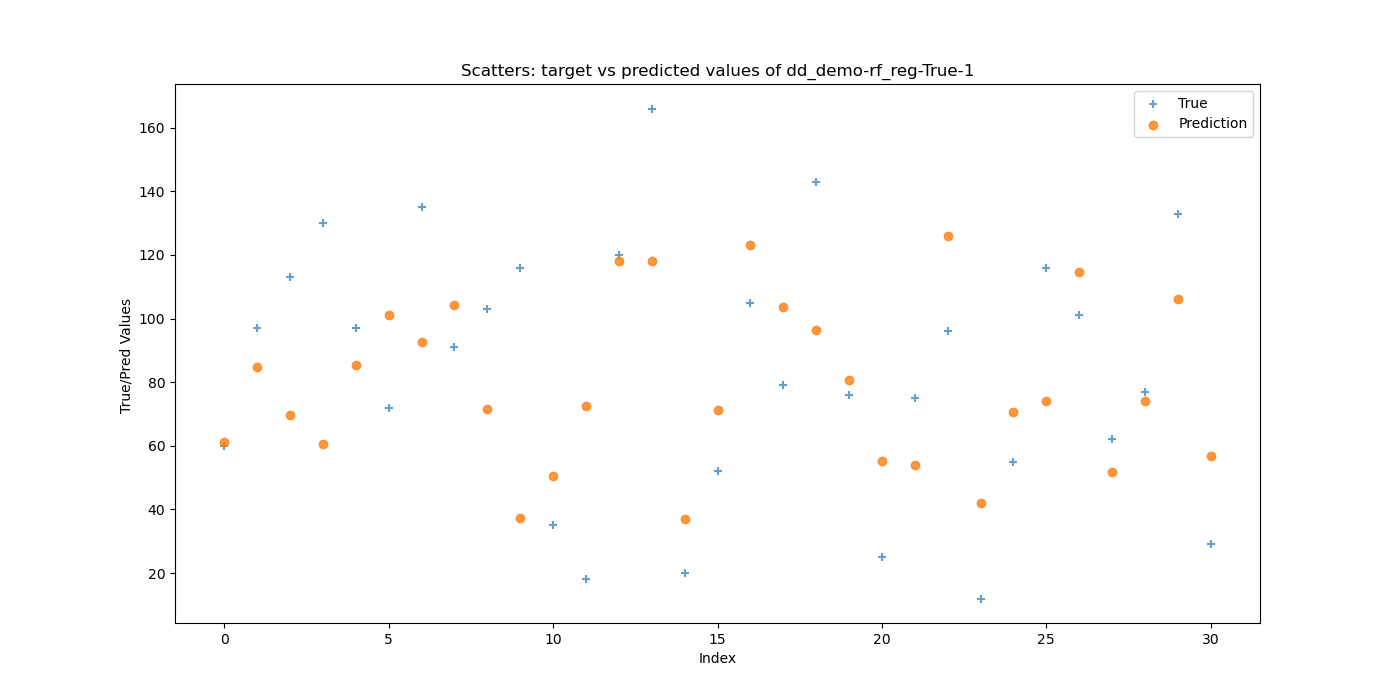 Scatters: target vs predicted values of dd_demo-rf_reg-True-1
True
Prediction
160
140
120
100
80
60
40
20
True/Pred Values
0 5 10 15 20 25 30
Index